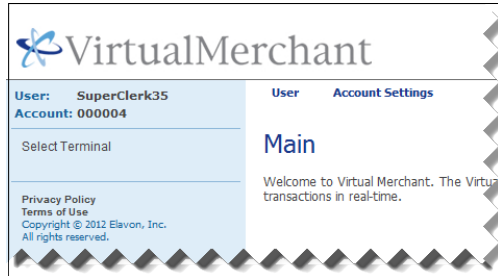 VirtualMerchant
User: SuperClerk35
Account: 000004
Select Terminal
Privacy Policy
Terms of Use
Copyright © 2012 Elavon, Inc.
All rights reserved.
User Account Settings
Main
Welcome to Virtual Merchant. The
transactions in real-time.